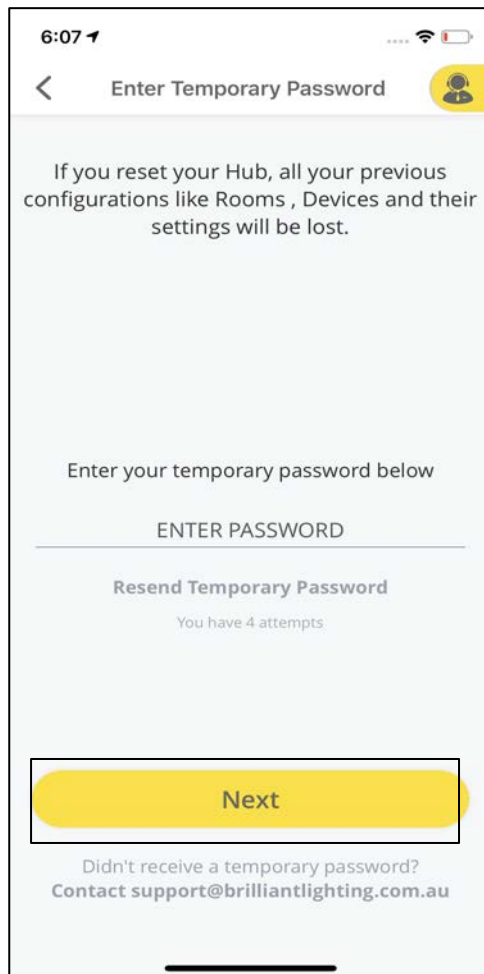 6:07
Enter Temporary Password
If you reset your Hub, all your previous
configurations like Rooms , Devices and their
settings will be lost.
Enter your temporary password below
ENTER PASSWORD
Resend Temporary Password
You have 4 attempts
Next
Didn't receive a temporary password?
Contact support@brilliantlighting.com.au